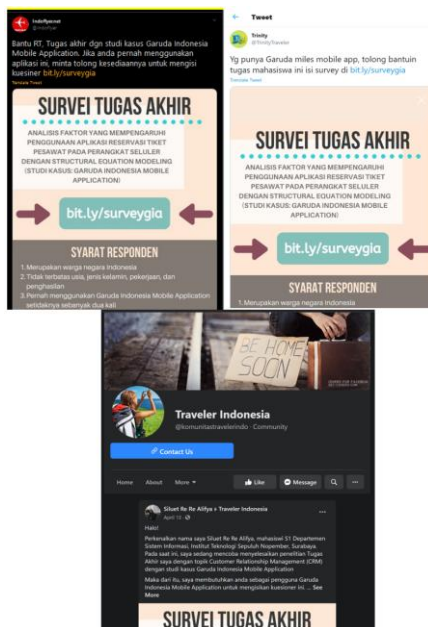 Indoflyernet
@indoflyer
Bantu RT, Tugas akhir dgn studi kasus Garuda Indonesia
Mobile Application. Jika anda pernah menggunakan
aplikasi ini, minta tolong kesediaannya untuk mengisi
kuesiner bit.ly/surveygia
Translate Tweet
SURVEI TUGAS AKHIR
ANALISIS FAKTOR YANG MEMPENGARUHI
PENGGUNAAN APLIKASI RESERVASI TIKET
PESAWAT PADA PERANGKAT SELULER
DENGAN STRUCTURAL EQUATION MODELING
(STUDI KASUS: GARUDA INDONESIA MOBILE
APPLICATION)
bit.ly/surveygia
SYARAT RESPONDEN
1. Merupakan warga negara Indonesia
2. Tidak terbatas usia, jenis kelamin, pekerjaan, dan
penghasilan
3. Pernah menggunakan Garuda Indonesia Mobile Application
setidaknya sebanyak dua kali
Tweet
Trinity
@TrinityTraveler
Yg punya Garuda miles mobile app, tolong bantuin
tugas mahasiswa ini isi survey di bit.ly/surveygia
Translate Tweet
SURVEI TUGAS AKHIR
ANALISIS FAKTOR YANG MEMPENGARUHI
PENGGUNAAN APLIKASI RESERVASI TIKET
PESAWAT PADA PERANGKAT SELULER
DENGAN STRUCTURAL EQUATION MODELING
(STUDI KASUS: GARUDA INDONESIA MOBILE
APPLICATION)
bit.ly/surveygia
SYARAT RESPONDEN
1. Merupakan warga negara Indonesia
BE HOME
SOON
Traveler Indonesia
@komunitastravelerindo · Community
Contact Us
Home About More Like Message
Siluet Re Re Alifya ▸ Traveler Indonesia
April 10
Halo!
Perkenalkan nama saya Siluet Re Re Alifya, mahasiswi S1 Departemen
Sistem Informasi, Institut Teknologi Sepuluh Nopember, Surabaya.
Pada saat ini, saya sedang mencoba menyelesaikan penelitian Tugas
Akhir saya dengan topik Customer Relationship Management (CRM)
dengan studi kasus Garuda Indonesia Mobile Application
Maka dari itu, saya membutuhkan anda sebagai pengguna Garuda
Indonesia Mobile Application untuk mengisikan kuesioner ini. ... See
More
SURVEI TUGAS AKHIR